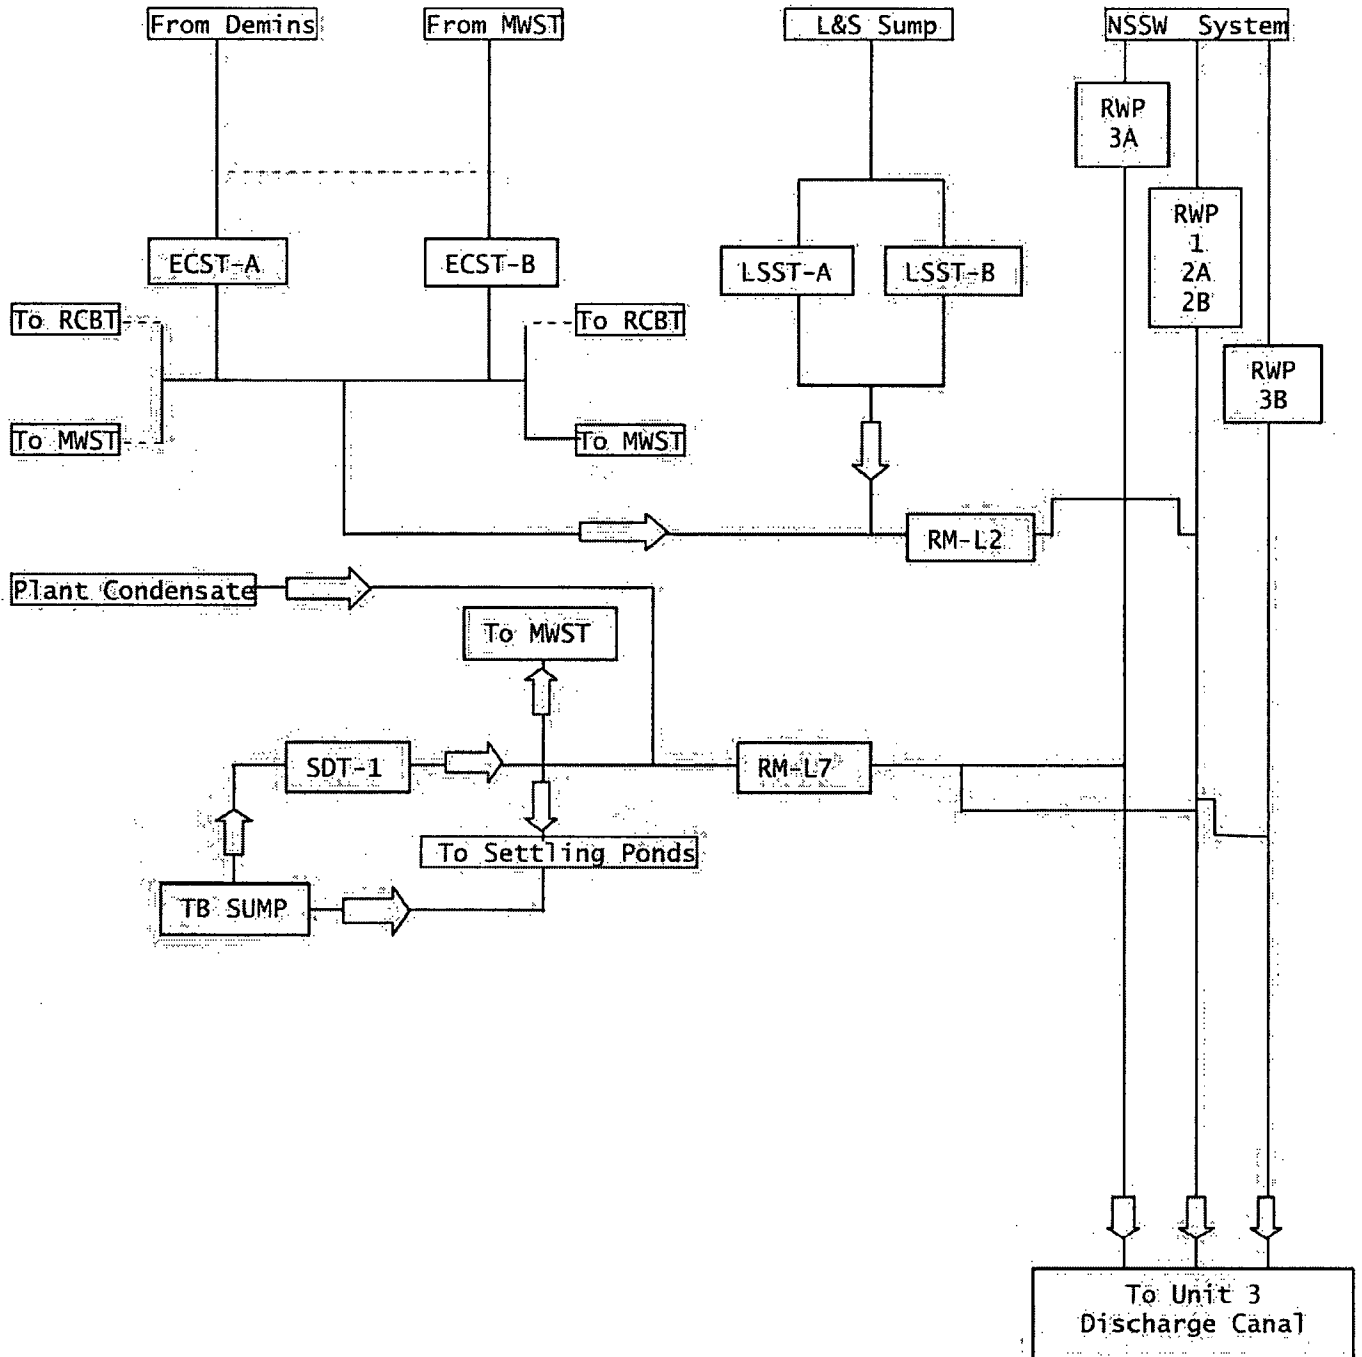 From Demins
From MWST
L&S Sump
NSSW System
RWP
3A
RWP
1
2A
2B
ECST-A
ECST-B
LSST-A
LSST-B
To RCBT
To RCBT
RWP
3B
To MWST
To MWST
RM-L2
Plant Condensate
To MWST
SDT-1
RM-L7
To Settling Ponds
TB SUMP
To Unit 3
Discharge Canal